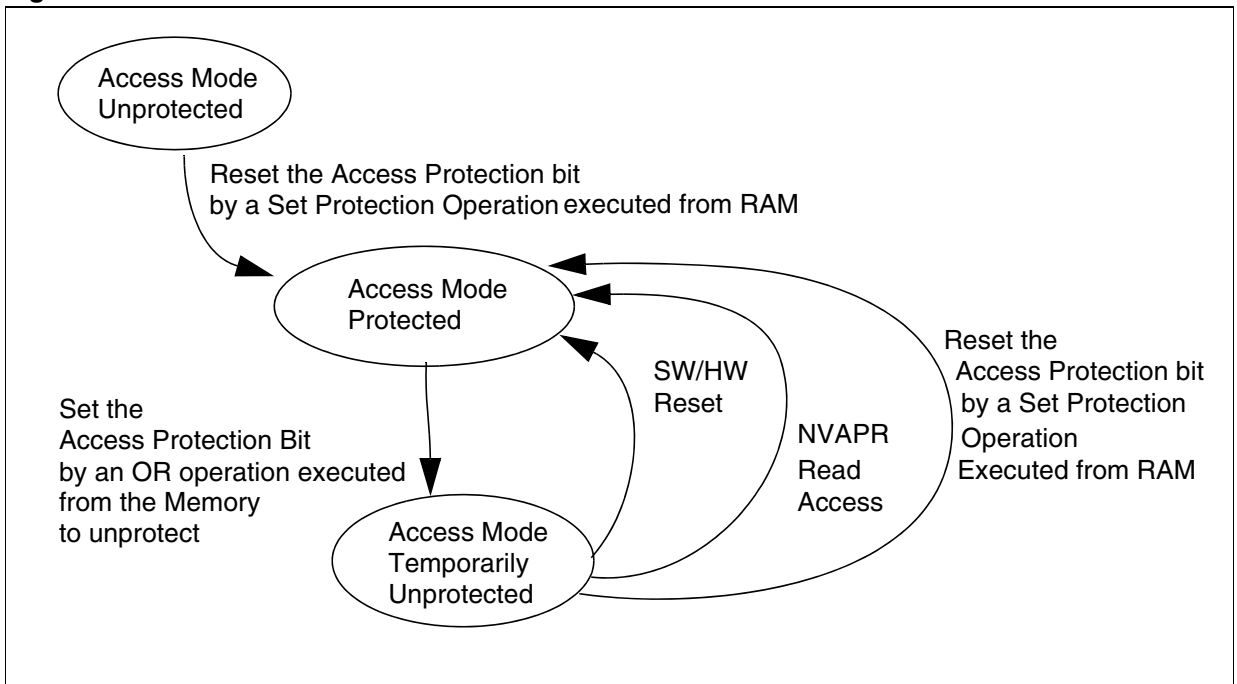 Access Mode
Unprotected
Reset the Access Protection bit
by a Set Protection Operation executed from RAM
Access Mode
Protected
SW/HW
Reset
NVAPR
Read
Access
Reset the
Access Protection bit
by a Set Protection
Operation
Executed from RAM
Set the
Access Protection Bit
by an OR operation executed
from the Memory
to unprotect
Access Mode
Temporarily
Unprotected